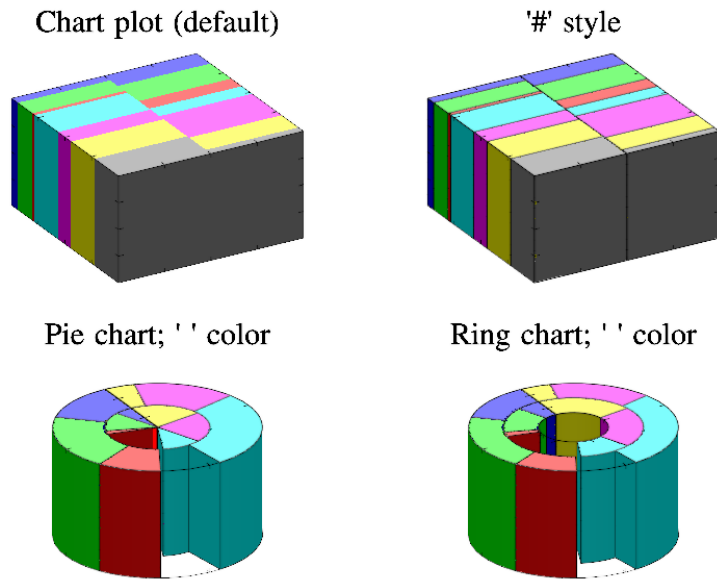 Chart plot (default)
'#' style
Pie chart; ' ' color
Ring chart; ' ' color